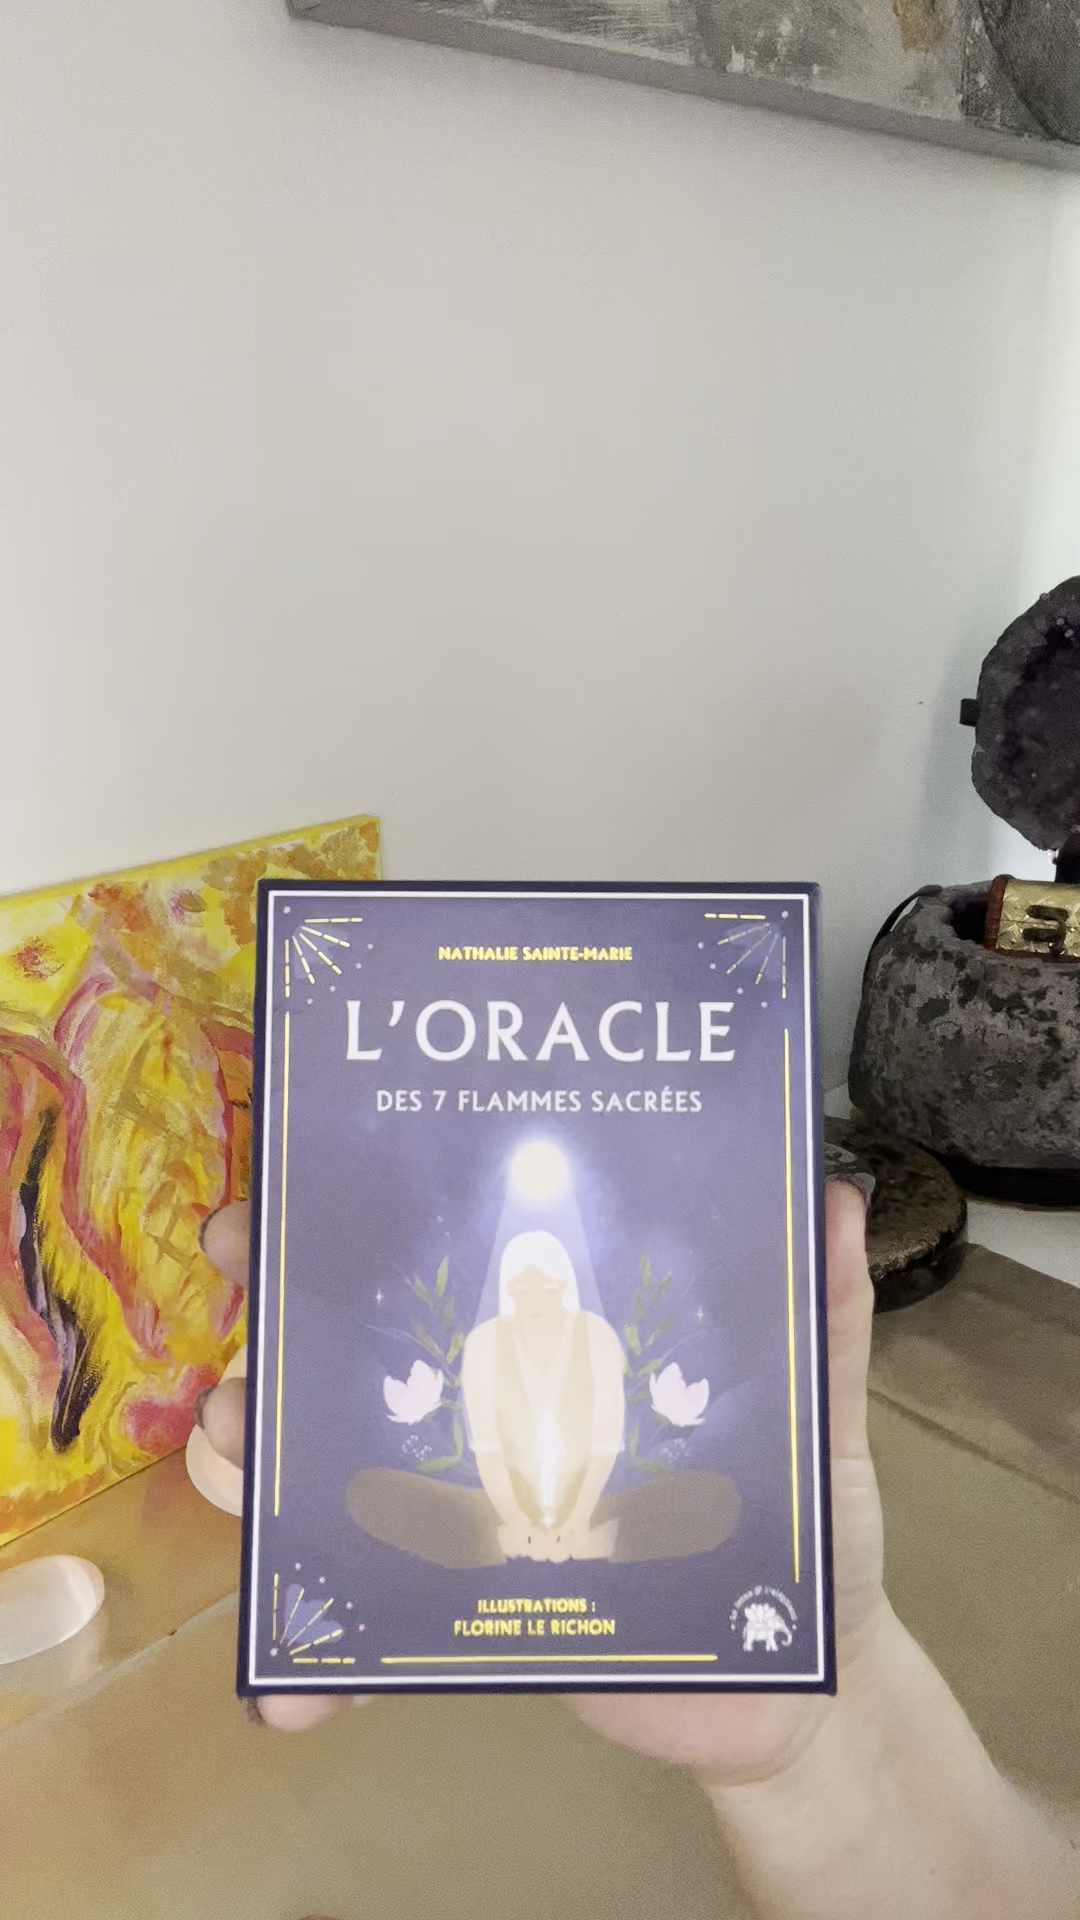 NATHALIE SAINTE-MARIE
L'ORACLE
DES 7 FLAMMES SACRÉES
ILLUSTRATIONS :
FLORINE LE RICHON